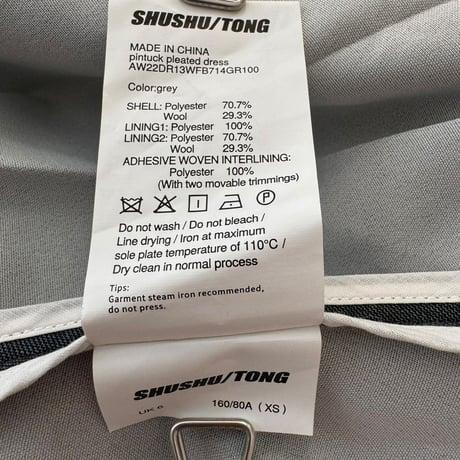 SHUSHU/TONG
MADE IN CHINA
pintuck pleated dress
AW22DR13WFB714GR100
Color:grey
SHELL: Polyester 70.7%
Wool 29.3%
LINING1: Polyester 100%
LINING2: Polyester 70.7%
Wool 29.3%
ADHESIVE WOVEN INTERLINING:
Polyester 100%
(With two movable trimmings)
P
Do not wash / Do not bleach /
Line drying / Iron at maximum
sole plate temperature of 110°C /
Dry clean in normal process
Tips:
Garment steam iron recommended,
do not press.
SHUSHU/TONG
UK 6 160/80A (XS)